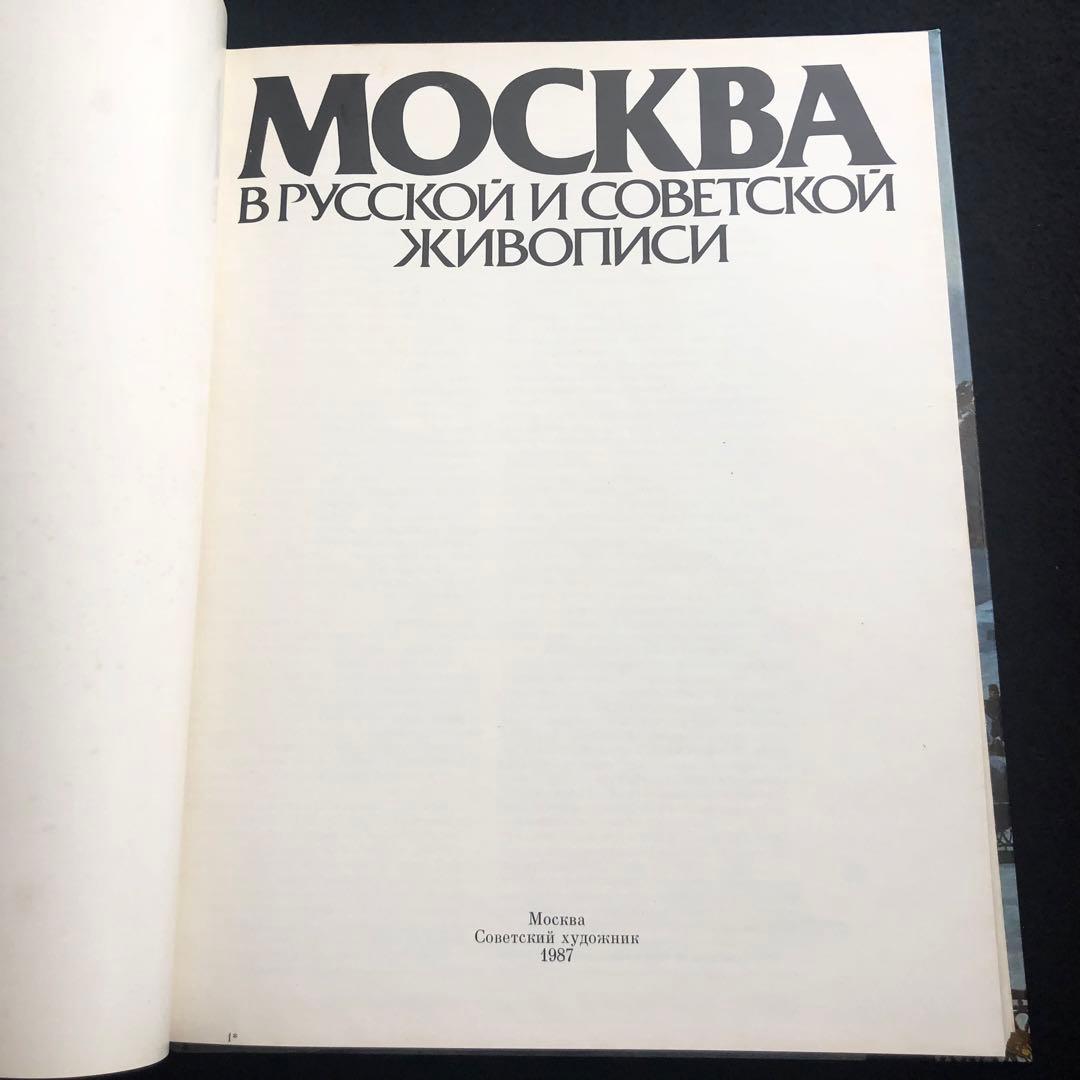 МОСКВА
В РУССКОЙ И СОВЕТСКОЙ
ЖИВОПИСИ
Москва
Советский художник
1987
1*